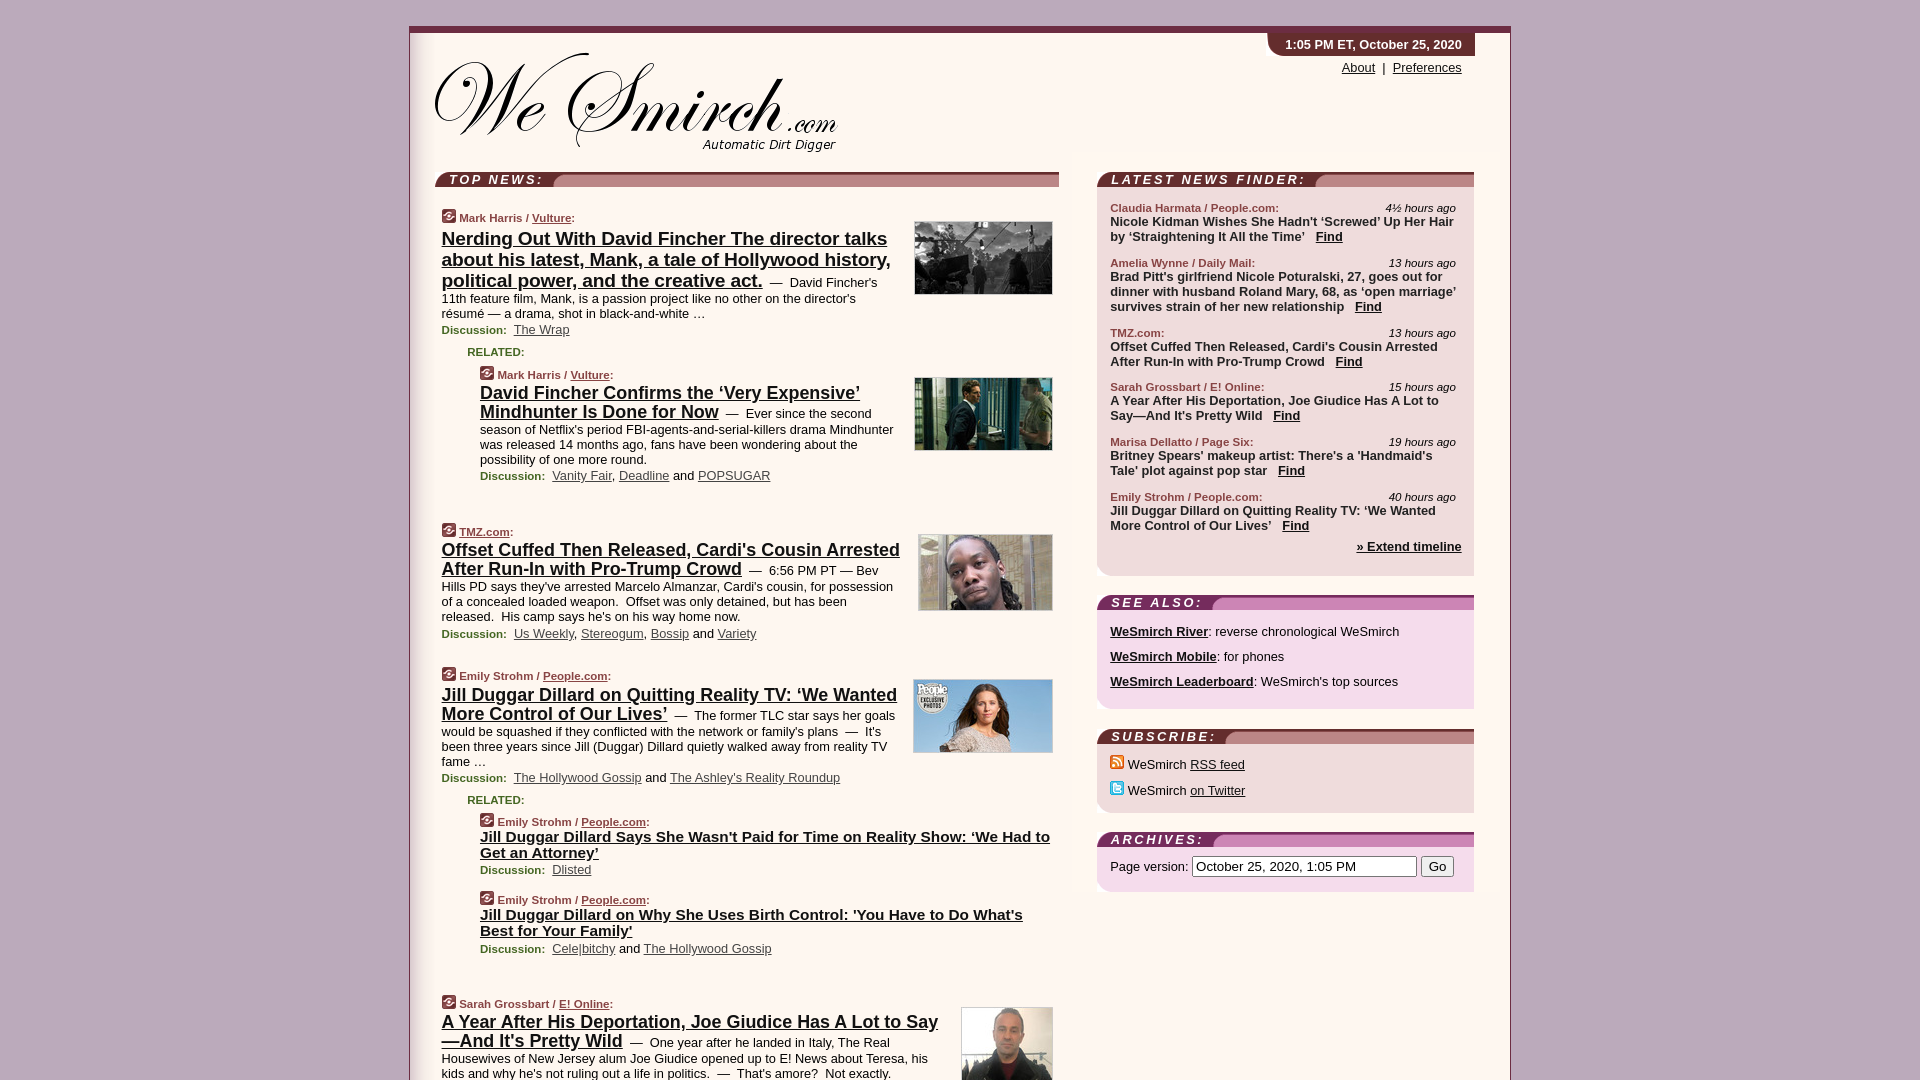 1:05 PM ET, October 25, 2020
About | Preferences
We Smirch.com
Automatic Dirt Digger
TOP NEWS:
Mark Harris / Vulture:
Nerding Out With David Fincher The director talks
about his latest, Mank, a tale of Hollywood history,
political power, and the creative act. — David Fincher's
11th feature film, Mank, is a passion project like no other on the director's
résumé — a drama, shot in black-and-white …
Discussion: The Wrap
RELATED:
Mark Harris / Vulture:
David Fincher Confirms the ‘Very Expensive’
Mindhunter Is Done for Now — Ever since the second
season of Netflix's period FBI-agents-and-serial-killers drama Mindhunter
was released 14 months ago, fans have been wondering about the
possibility of one more round.
Discussion: Vanity Fair, Deadline and POPSUGAR
TMZ.com:
Offset Cuffed Then Released, Cardi's Cousin Arrested
After Run-In with Pro-Trump Crowd — 6:56 PM PT — Bev
Hills PD says they've arrested Marcelo Almanzar, Cardi's cousin, for possession
of a concealed loaded weapon. Offset was only detained, but has been
released. His camp says he's on his way home now.
Discussion: Us Weekly, Stereogum, Bossip and Variety
Emily Strohm / People.com:
Jill Duggar Dillard on Quitting Reality TV: ‘We Wanted
More Control of Our Lives’ — The former TLC star says her goals
would be squashed if they conflicted with the network or family's plans — It's
been three years since Jill (Duggar) Dillard quietly walked away from reality TV
fame …
People
EXCLUSIVE
PHOTOS
Discussion: The Hollywood Gossip and The Ashley's Reality Roundup
RELATED:
Emily Strohm / People.com:
Jill Duggar Dillard Says She Wasn't Paid for Time on Reality Show: ‘We Had to
Get an Attorney’
Discussion: Dlisted
Emily Strohm / People.com:
Jill Duggar Dillard on Why She Uses Birth Control: 'You Have to Do What's
Best for Your Family'
Discussion: Cele|bitchy and The Hollywood Gossip
Sarah Grossbart / E! Online:
A Year After His Deportation, Joe Giudice Has A Lot to Say
—And It's Pretty Wild — One year after he landed in Italy, The Real
Housewives of New Jersey alum Joe Giudice opened up to E! News about Teresa, his
kids and why he's not ruling out a life in politics. — That's amore? Not exactly.
LATEST NEWS FINDER:
Claudia Harmata / People.com: 4½ hours ago
Nicole Kidman Wishes She Hadn't ‘Screwed’ Up Her Hair
by ‘Straightening It All the Time’ Find
Amelia Wynne / Daily Mail: 13 hours ago
Brad Pitt's girlfriend Nicole Poturalski, 27, goes out for
dinner with husband Roland Mary, 68, as ‘open marriage’
survives strain of her new relationship Find
TMZ.com: 13 hours ago
Offset Cuffed Then Released, Cardi's Cousin Arrested
After Run-In with Pro-Trump Crowd Find
Sarah Grossbart / E! Online: 15 hours ago
A Year After His Deportation, Joe Giudice Has A Lot to
Say—And It's Pretty Wild Find
Marisa Dellatto / Page Six: 19 hours ago
Britney Spears' makeup artist: There's a 'Handmaid's
Tale' plot against pop star Find
Emily Strohm / People.com: 40 hours ago
Jill Duggar Dillard on Quitting Reality TV: ‘We Wanted
More Control of Our Lives’ Find
» Extend timeline
SEE ALSO:
WeSmirch River: reverse chronological WeSmirch
WeSmirch Mobile: for phones
WeSmirch Leaderboard: WeSmirch's top sources
SUBSCRIBE:
WeSmirch RSS feed
WeSmirch on Twitter
ARCHIVES:
Page version: October 25, 2020, 1:05 PM Go